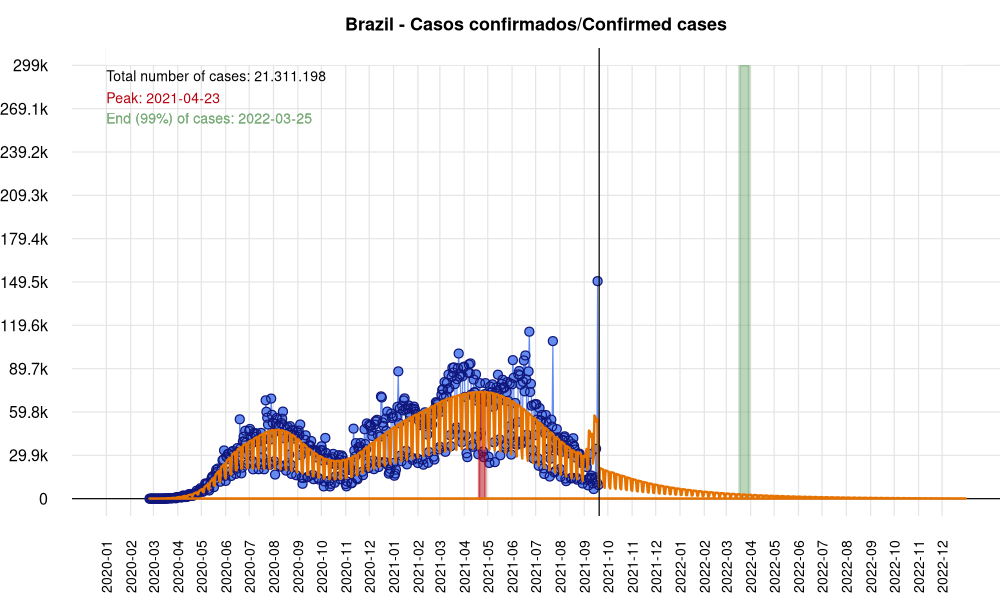 Brazil - Casos confirmados/Confirmed cases
299k
Total number of cases: 21.311.198
Peak: 2021-04-23
End (99%) of cases: 2022-03-25
269.1k
239.2k
209.3k
179.4k
149.5k
119.6k
89.7k
59.8k
29.9k
0
2020-01
2020-02
2020-03
2020-04
2020-05
2020-06
2020-07
2020-08
2020-09
2020-10
2020-11
2020-12
2021-01
2021-02
2021-03
2021-04
2021-05
2021-06
2021-07
2021-08
2021-09
2021-10
2021-11
2021-12
2022-01
2022-02
2022-03
2022-04
2022-05
2022-06
2022-07
2022-08
2022-09
2022-10
2022-11
2022-12